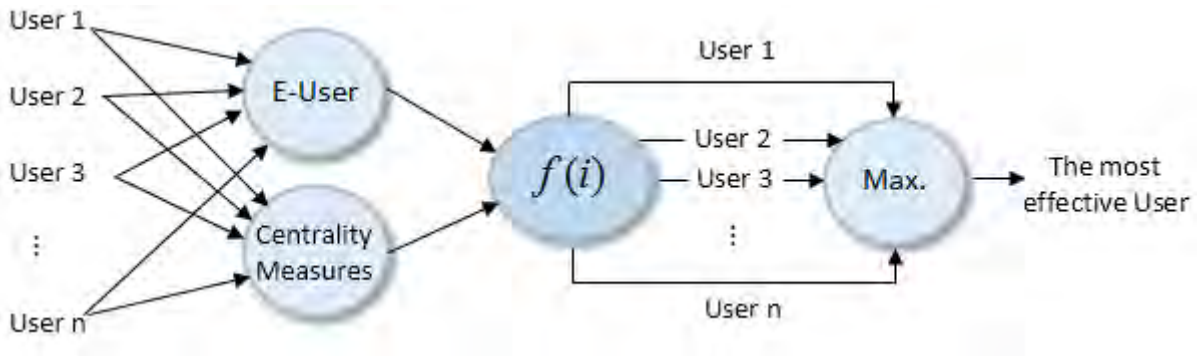 User 1
User 2
User 3
⋮
User n
E-User
Centrality
Measures
f(i)
User 1
User 2
User 3
⋮
User n
Max.
The most
effective User